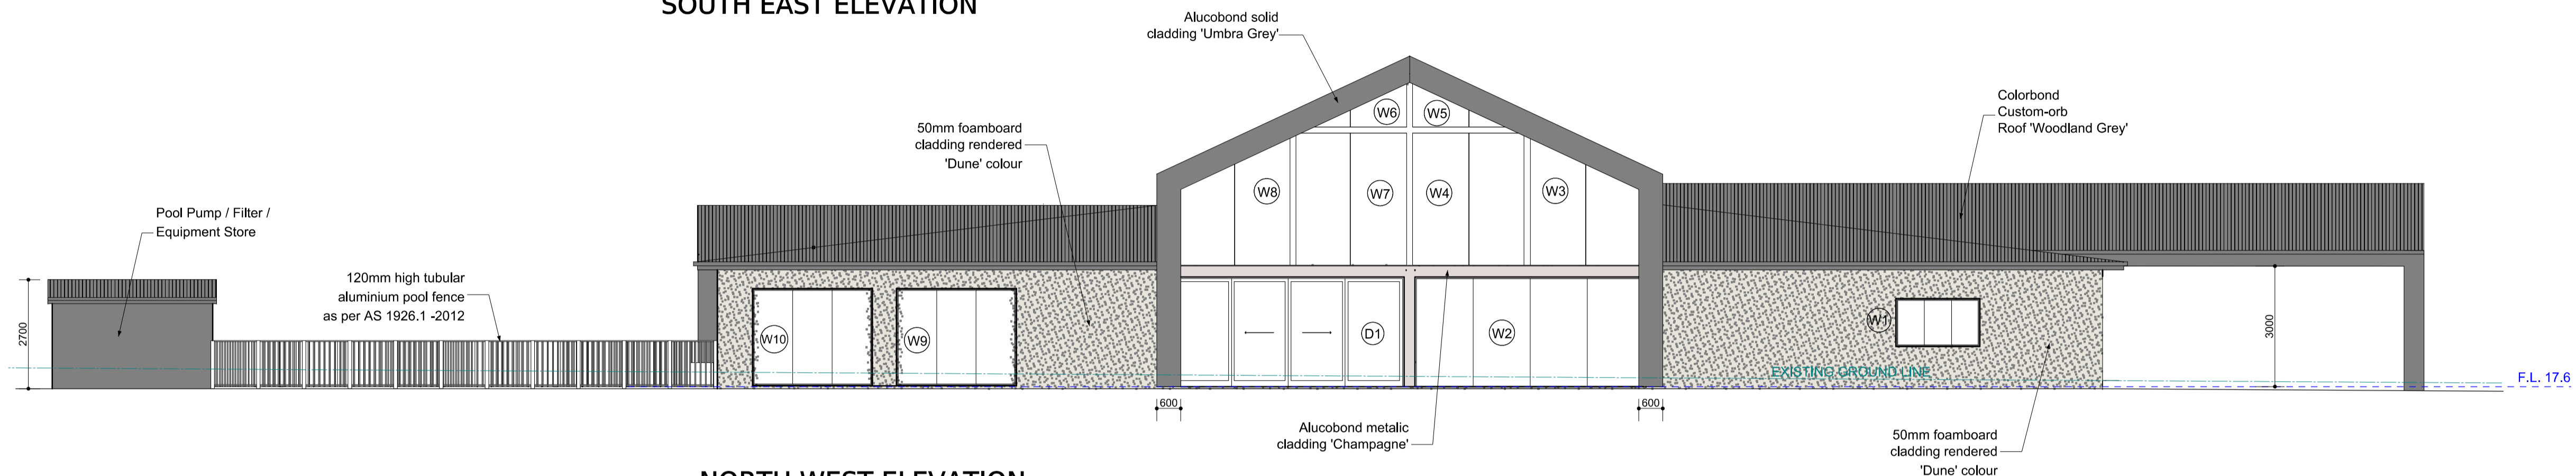 SOUTH EAST ELEVATION
Alucobond solid
cladding 'Umbra Grey'
Colorbond
Custom-orb
Roof 'Woodland Grey'
50mm foamboard
cladding rendered
'Dune' colour
Pool Pump / Filter /
Equipment Store
120mm high tubular
aluminium pool fence
as per AS 1926.1 -2012
2700
W6
W5
W8
W7
W4
W3
W10
W9
D1
W2
W1
3000
EXISTING GROUND LINE
F.L. 17.6
600
600
Alucobond metalic
cladding 'Champagne'
50mm foamboard
cladding rendered
'Dune' colour
NORTH WEST ELEVATION